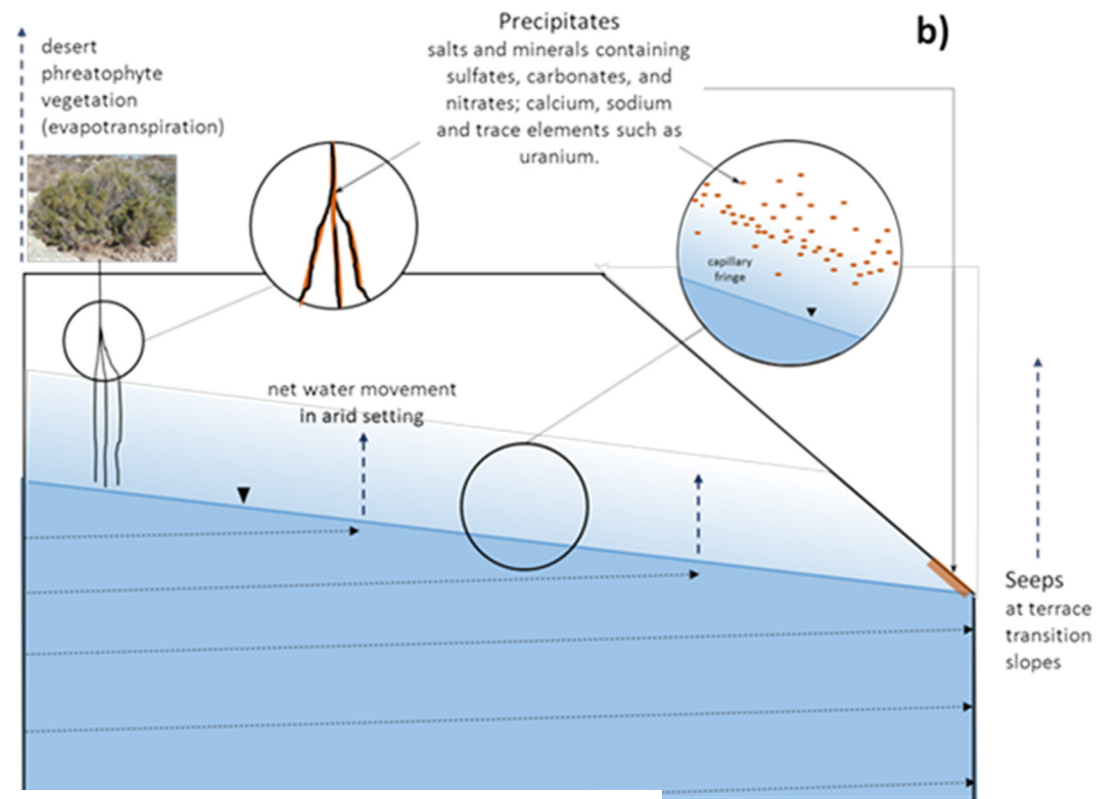 b)
Precipitates
salts and minerals containing
sulfates, carbonates, and
nitrates; calcium, sodium
and trace elements such as
uranium.
desert
phreatophyte
vegetation
(evapotranspiration)
capillary
fringe
net water movement
in arid setting
Seeps
at terrace
transition
slopes